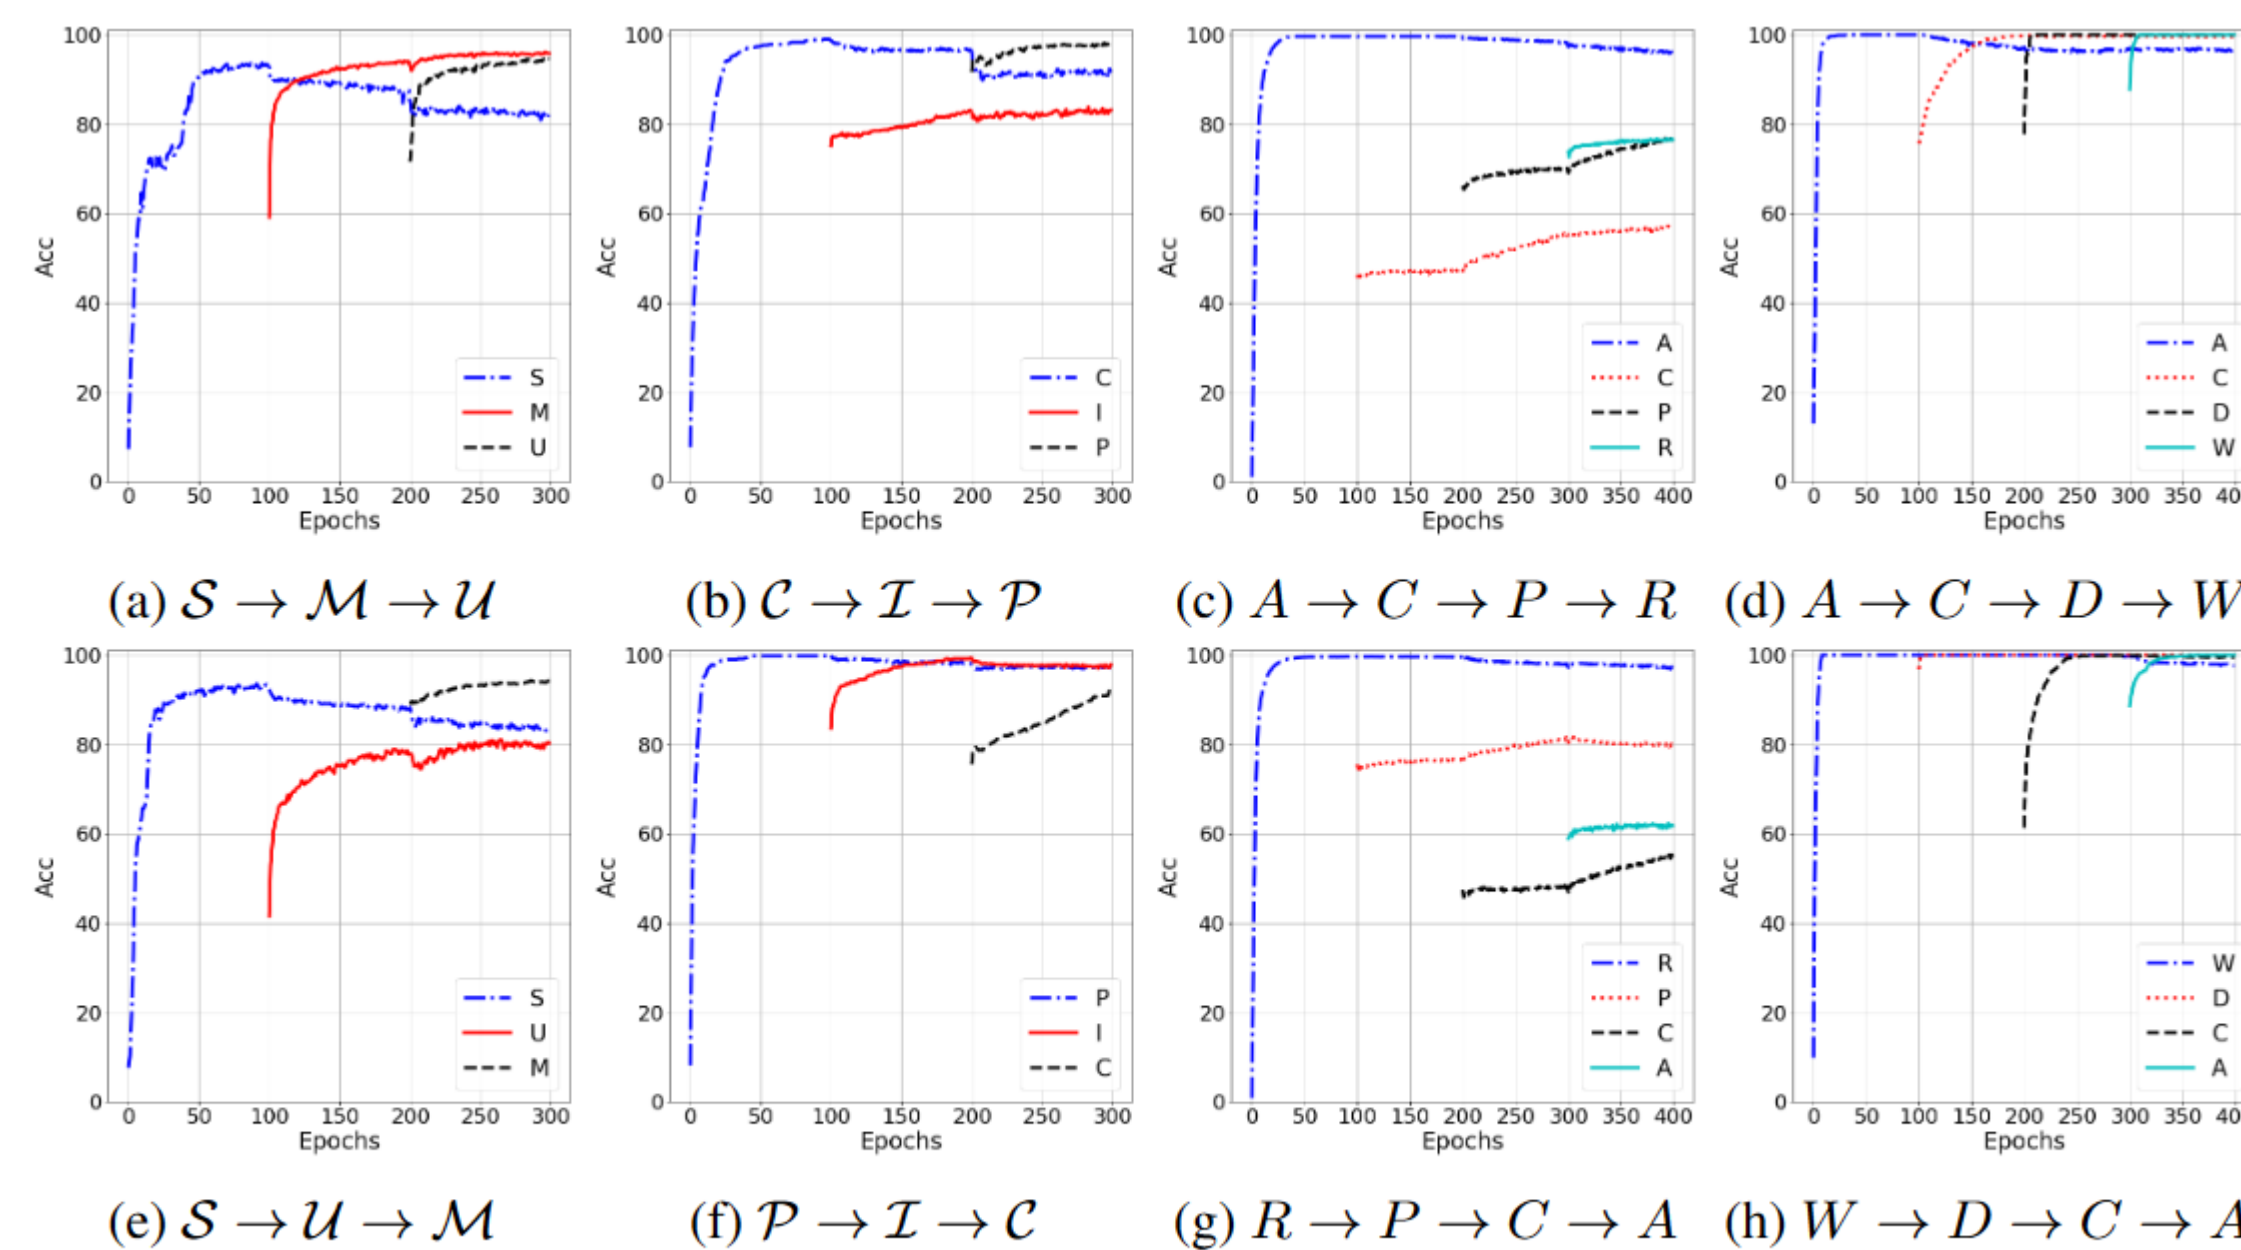 100
80
60
40
20
0
Acc
S
M
U
0 50 100 150 200 250 300
Epochs
(a) 𝒮 → ℳ → 𝒰
100
80
60
40
20
0
Acc
C
I
P
0 50 100 150 200 250 300
Epochs
(b) 𝒞 → ℐ → 𝒫
100
80
60
40
20
0
Acc
A
C
P
R
0 50 100 150 200 250 300 350 400
Epochs
(c) A → C → P → R
100
80
60
40
20
0
Acc
A
C
D
W
0 50 100 150 200 250 300 350 40
Epochs
(d) A → C → D → W
100
80
60
40
20
0
Acc
S
U
M
0 50 100 150 200 250 300
Epochs
(e) 𝒮 → 𝒰 → ℳ
100
80
60
40
20
0
Acc
P
I
C
0 50 100 150 200 250 300
Epochs
(f) 𝒫 → ℐ → 𝒞
100
80
60
40
20
0
Acc
R
P
C
A
0 50 100 150 200 250 300 350 400
Epochs
(g) R → P → C → A
100
80
60
40
20
0
Acc
W
D
C
A
0 50 100 150 200 250 300 350 40
Epochs
(h) W → D → C → A